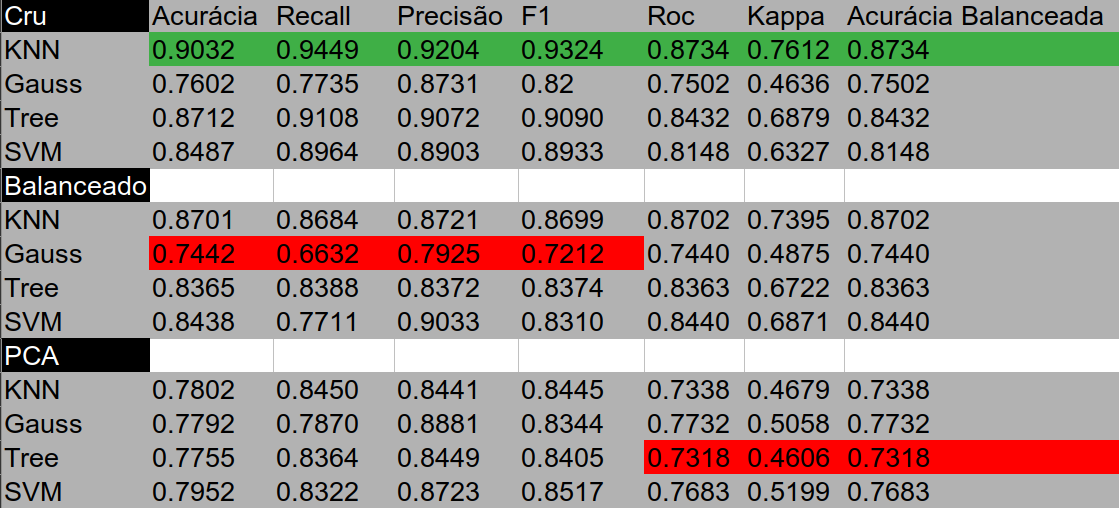 Cru Acurácia Recall Precisão F1 Roc Kappa Acurácia Balanceada
KNN 0.9032 0.9449 0.9204 0.9324 0.8734 0.7612 0.8734
Gauss 0.7602 0.7735 0.8731 0.82 0.7502 0.4636 0.7502
Tree 0.8712 0.9108 0.9072 0.9090 0.8432 0.6879 0.8432
SVM 0.8487 0.8964 0.8903 0.8933 0.8148 0.6327 0.8148
Balanceado
KNN 0.8701 0.8684 0.8721 0.8699 0.8702 0.7395 0.8702
Gauss 0.7442 0.6632 0.7925 0.7212 0.7440 0.4875 0.7440
Tree 0.8365 0.8388 0.8372 0.8374 0.8363 0.6722 0.8363
SVM 0.8438 0.7711 0.9033 0.8310 0.8440 0.6871 0.8440
PCA
KNN 0.7802 0.8450 0.8441 0.8445 0.7338 0.4679 0.7338
Gauss 0.7792 0.7870 0.8881 0.8344 0.7732 0.5058 0.7732
Tree 0.7755 0.8364 0.8449 0.8405 0.7318 0.4606 0.7318
SVM 0.7952 0.8322 0.8723 0.8517 0.7683 0.5199 0.7683